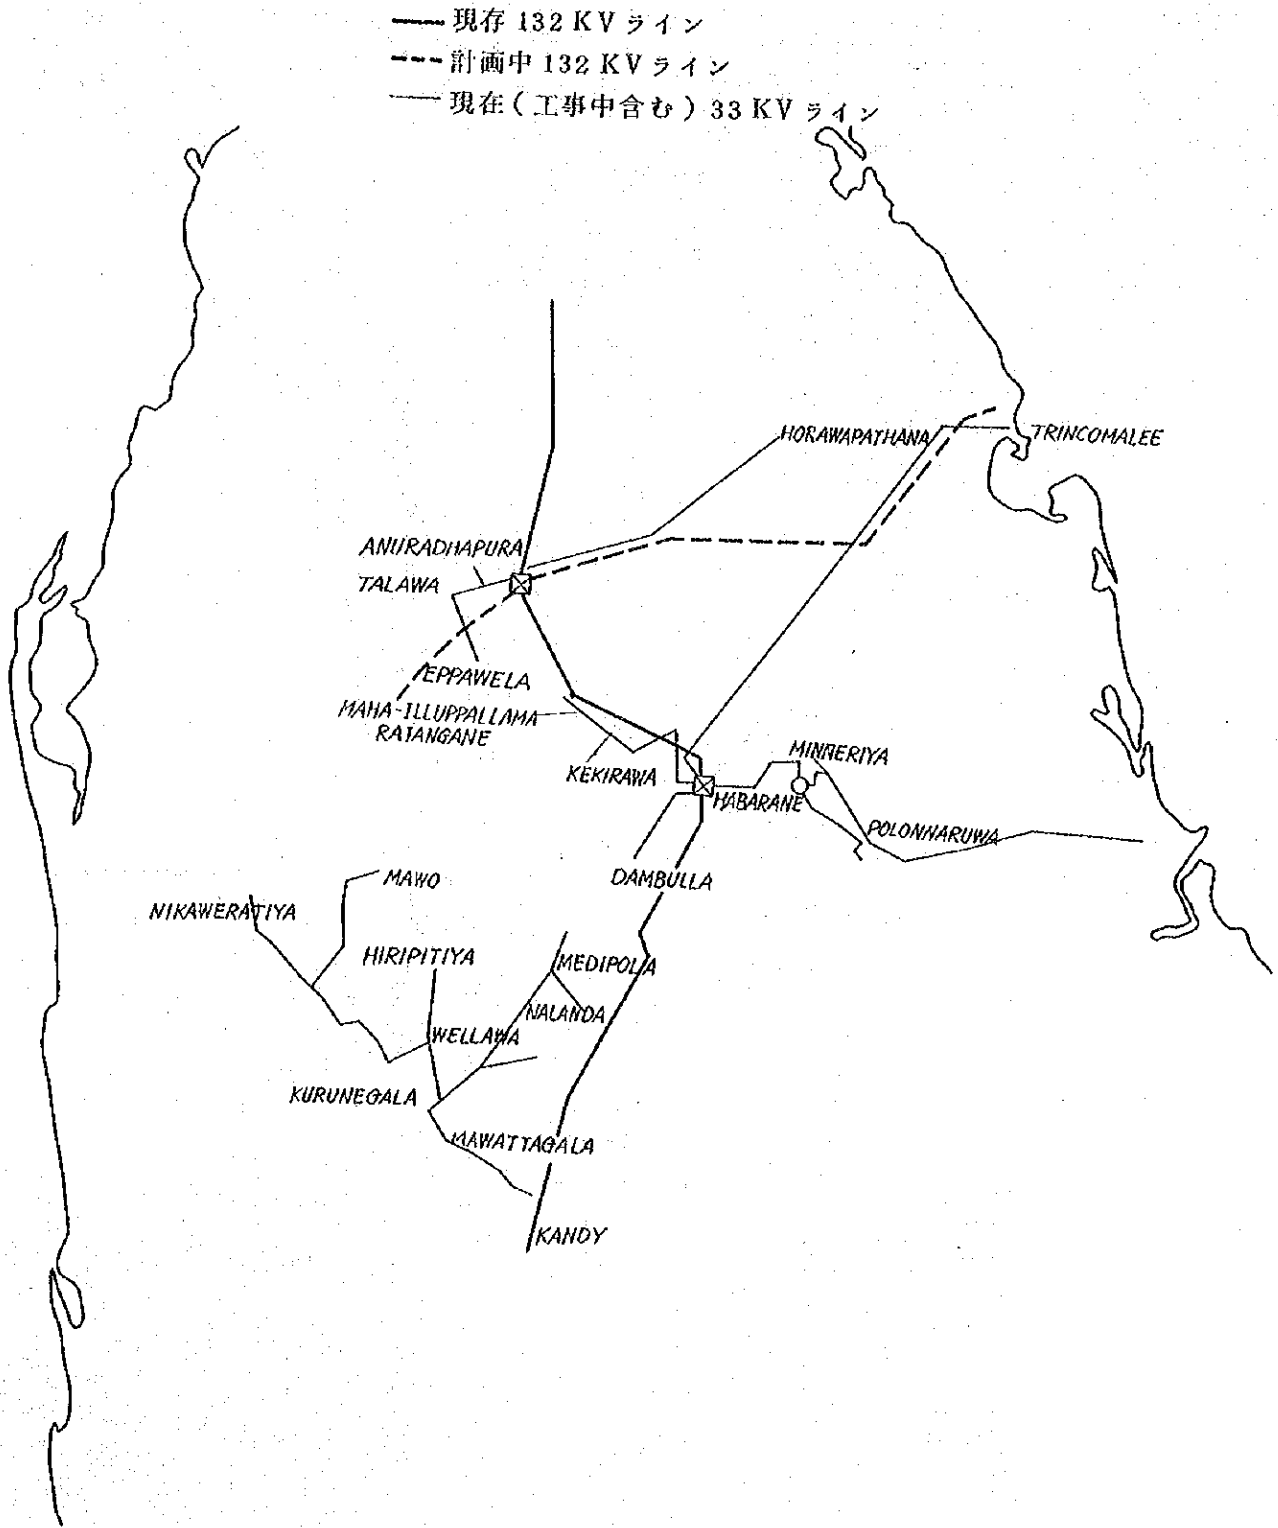 現存 132 KV ライン
計画中 132 KV ライン
現在(工事中含む) 33 KV ライン
HORAWAPATHANA
TRINCOMALEE
ANURADHAPURA
TALAWA
EPPAWELA
MAHA-ILLUPPALLAMA
RAJANGANE
KEKIRAWA
MINNERIYA
HABARANE
POLONNARUWA
DAMBULLA
MAWO
NIKAWERATIYA
HIRIPITIYA
MEDIPOLA
NALANDA
WELLAWA
KURUNEGALA
MAWATTAGALA
KANDY